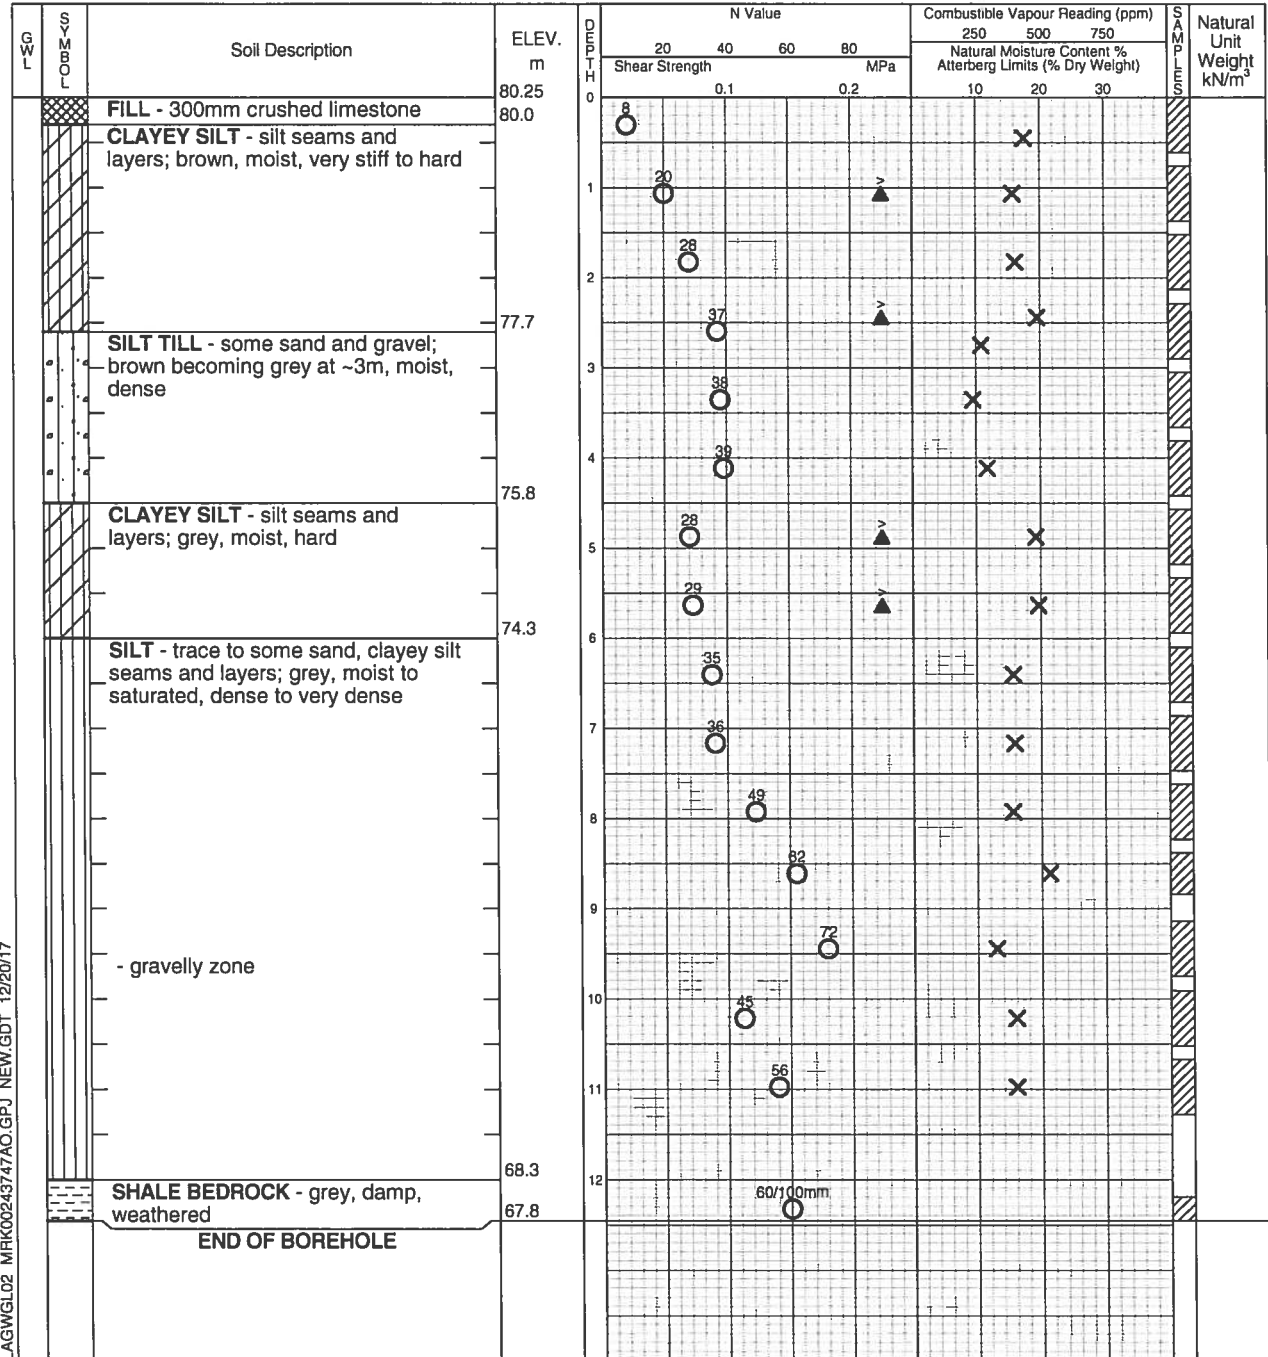 GWL
SYMBOL
Soil Description
ELEV.
m
DEPTH
N Value
20 40 60 80
Shear Strength MPa
0.1 0.2
Combustible Vapour Reading (ppm)
250 500 750
Natural Moisture Content %
Atterberg Limits (% Dry Weight)
10 20 30
SAMPLES
Natural
Unit
Weight
kN/m³
80.25
0
FILL - 300mm crushed limestone
80.0
8
CLAYEY SILT - silt seams and
layers; brown, moist, very stiff to hard
20
>
1
28
2
77.7
>
37
SILT TILL - some sand and gravel;
brown becoming grey at ~3m, moist,
dense
3
38
39
4
75.8
CLAYEY SILT - silt seams and
layers; grey, moist, hard
28
>
5
29
>
74.3
6
SILT - trace to some sand, clayey silt
seams and layers; grey, moist to
saturated, dense to very dense
35
36
7
49
8
62
9
72
- gravelly zone
10
45
56
11
68.3
12
SHALE BEDROCK - grey, damp,
weathered
60/100mm
67.8
END OF BOREHOLE
AGWGL02 MRK00243747AO.GPJ NEW.GDT 12/20/17